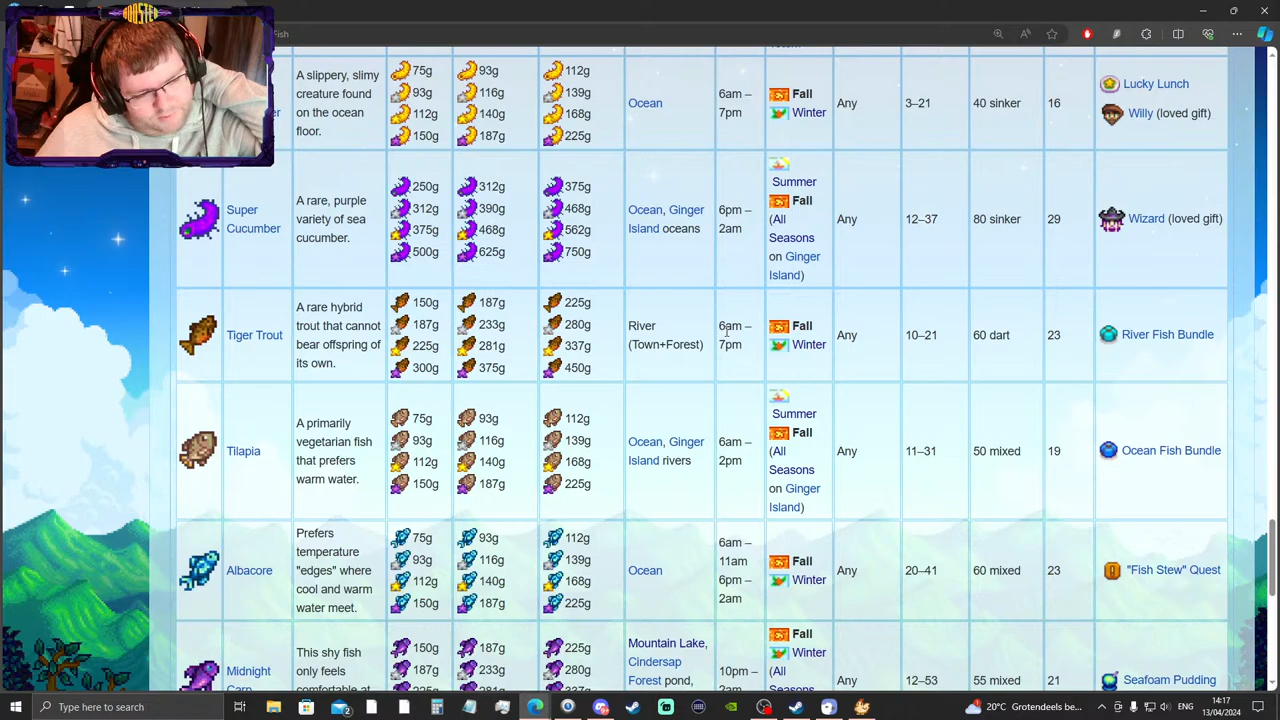 BOOSTED
Fish
A slippery, slimy
creature found
on the ocean
floor.
75g 93g 112g
93g 116g 139g
112g 140g 168g
150g 187g 225g
Ocean
6am –
7pm
Fall
Winter
Any
3–21
40 sinker
16
Lucky Lunch
Willy (loved gift)
Super
Cucumber
A rare, purple
variety of sea
cucumber.
250g 312g 375g
312g 390g 468g
375g 468g 562g
500g 625g 750g
Ocean, Ginger
Island oceans
6pm –
2am
Summer
Fall
(All
Seasons
on Ginger
Island)
Any
12–37
80 sinker
29
Wizard (loved gift)
Tiger Trout
A rare hybrid
trout that cannot
bear offspring of
its own.
150g 187g 225g
187g 233g 280g
225g 281g 337g
300g 375g 450g
River
(Town+Forest)
6am –
7pm
Fall
Winter
Any
10–21
60 dart
23
River Fish Bundle
Tilapia
A primarily
vegetarian fish
that prefers
warm water.
75g 93g 112g
93g 116g 139g
112g 140g 168g
150g 187g 225g
Ocean, Ginger
Island rivers
6am –
2pm
Summer
Fall
(All
Seasons
on Ginger
Island)
Any
11–31
50 mixed
19
Ocean Fish Bundle
Albacore
Prefers
temperature
"edges" where
cool and warm
water meet.
75g 93g 112g
93g 116g 139g
112g 140g 168g
150g 187g 225g
Ocean
6am –
11am
6pm –
2am
Fall
Winter
Any
20–41
60 mixed
23
"Fish Stew" Quest
Midnight
Carp
This shy fish
only feels
comfortable at
150g 187g 225g
187g 233g 280g
Mountain Lake,
Cindersap
Forest pond,
10pm –
2am
Fall
Winter
(All
Seasons
Any
12–53
55 mixed
21
Seafoam Pudding
Type here to search
20°C Grotendeels be...
14:17
13/04/2024